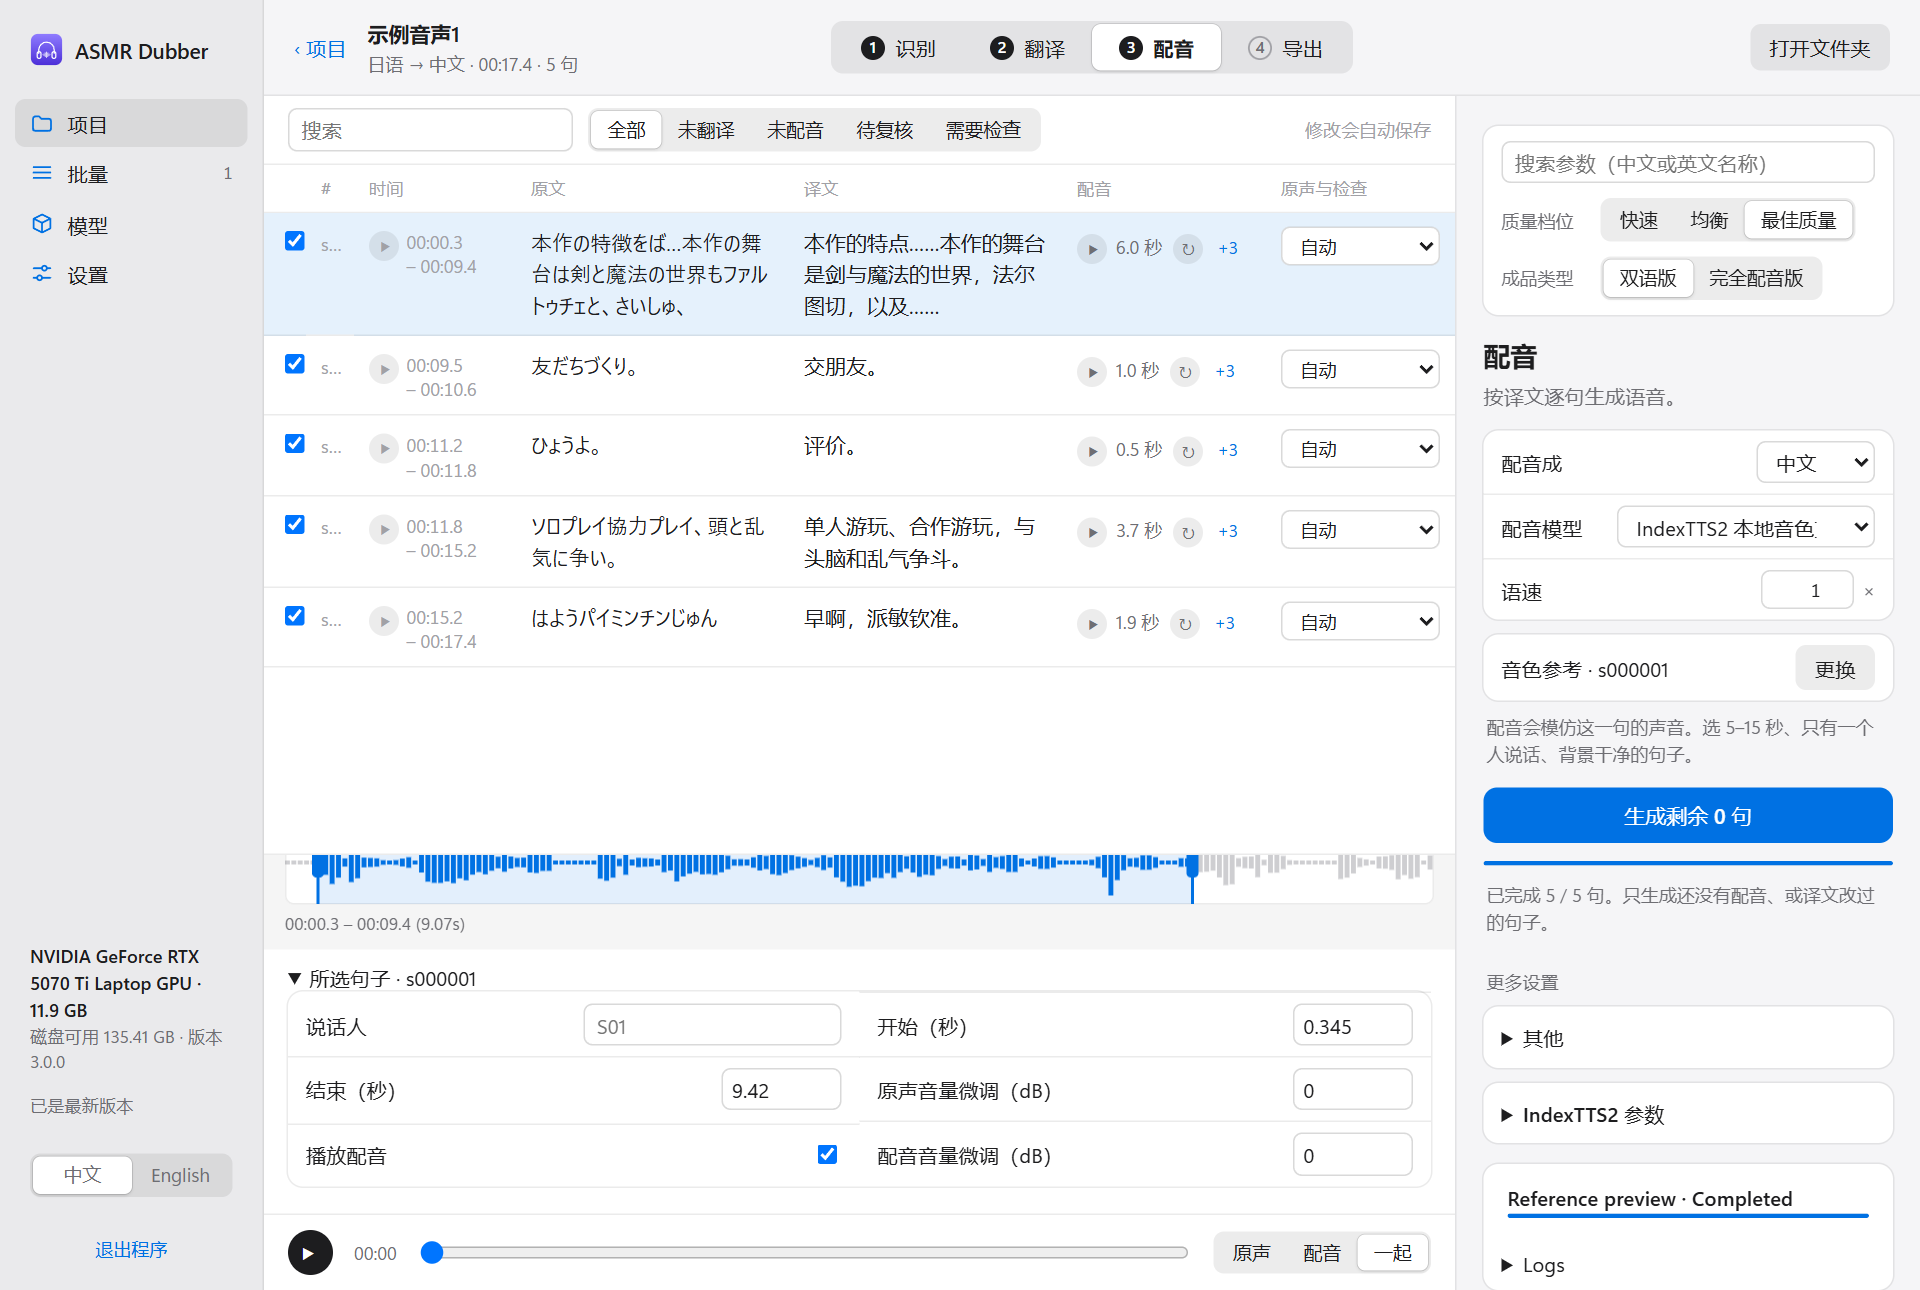 ASMR Dubber
项目
批量
1
模型
设置
NVIDIA GeForce RTX
5070 Ti Laptop GPU ·
11.9 GB
磁盘可用 135.41 GB · 版本
3.0.0
已是最新版本
中文
English
退出程序
‹ 项目
示例音声1
日语 → 中文 · 00:17.4 · 5 句
1 识别
2 翻译
3 配音
4 导出
打开文件夹
搜索
全部
未翻译
未配音
待复核
需要检查
修改会自动保存
#
时间
原文
译文
配音
原声与检查
s...
00:00.3
– 00:09.4
本作の特徴をば...本作の舞
台は剣と魔法の世界もファル
トゥチェと、さいしゅ、
本作的特点……本作的舞台
是剑与魔法的世界，法尔
图切，以及……
6.0 秒
+3
自动
s...
00:09.5
– 00:10.6
友だちづくり。
交朋友。
1.0 秒
+3
自动
s...
00:11.2
– 00:11.8
ひょうよ。
评价。
0.5 秒
+3
自动
s...
00:11.8
– 00:15.2
ソロプレイ協力プレイ、頭と乱
気に争い。
单人游玩、合作游玩，与
头脑和乱气争斗。
3.7 秒
+3
自动
s...
00:15.2
– 00:17.4
はようパイミンチンじゅん
早啊，派敏钦准。
1.9 秒
+3
自动
00:00.3 – 00:09.4 (9.07s)
所选句子 · s000001
说话人
S01
开始（秒）
0.345
结束（秒）
9.42
原声音量微调（dB）
0
播放配音
配音音量微调（dB）
0
00:00
原声
配音
一起
搜索参数（中文或英文名称）
质量档位
快速
均衡
最佳质量
成品类型
双语版
完全配音版
配音
按译文逐句生成语音。
配音成
中文
配音模型
IndexTTS2 本地音色
语速
1
×
音色参考 · s000001
更换
配音会模仿这一句的声音。选 5–15 秒、只有一个
人说话、背景干净的句子。
生成剩余 0 句
已完成 5 / 5 句。只生成还没有配音、或译文改过
的句子。
更多设置
其他
IndexTTS2 参数
Reference preview · Completed
Logs